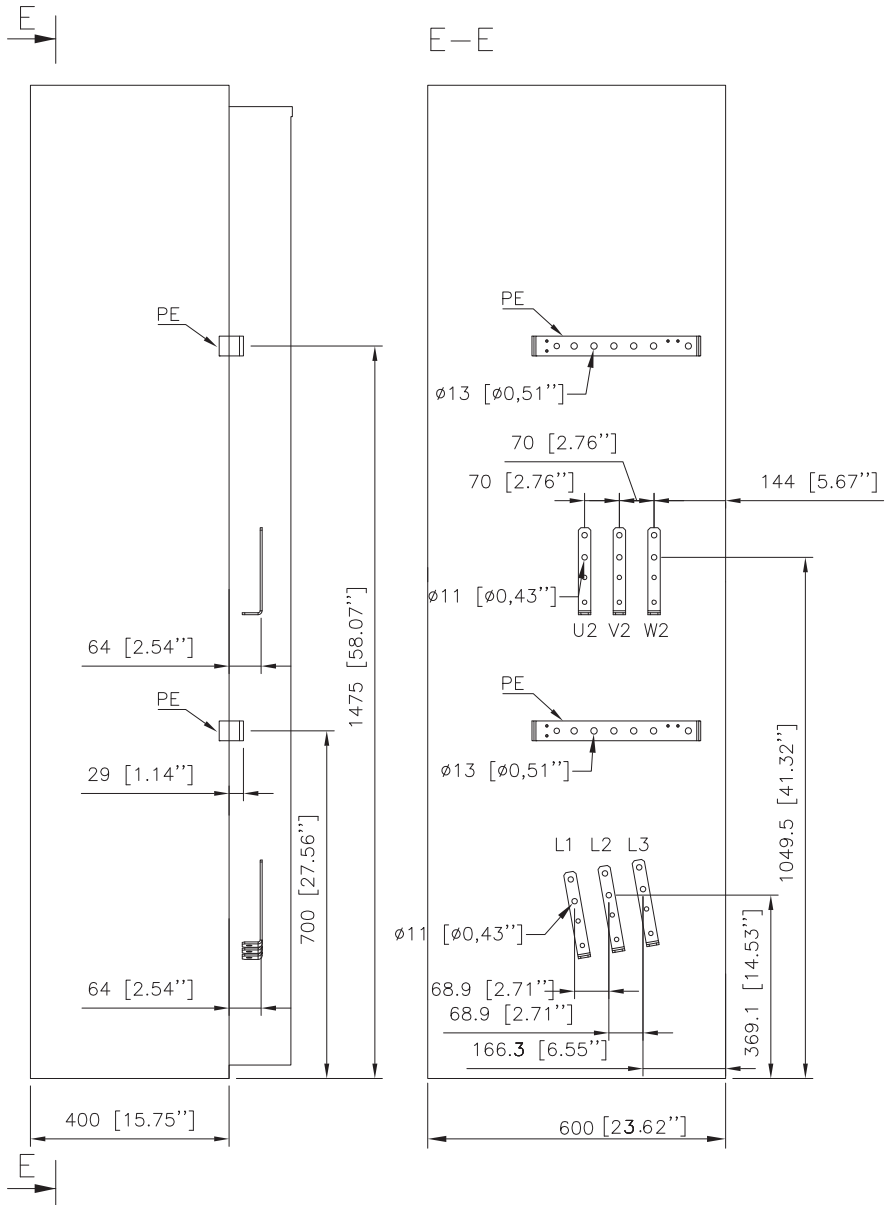 E
E–E
PE
PE
ø13 [ø0,51'']
70 [2.76'']
70 [2.76'']
144 [5.67'']
ø11 [ø0,43'']
U2 V2 W2
64 [2.54'']
1475 [58.07'']
PE
PE
29 [1.14'']
ø13 [ø0,51'']
1049.5 [41.32'']
700 [27.56'']
L1 L2 L3
ø11 [ø0,43'']
64 [2.54'']
68.9 [2.71'']
68.9 [2.71'']
369.1 [14.53'']
166.3 [6.55'']
400 [15.75'']
600 [23.62'']
E